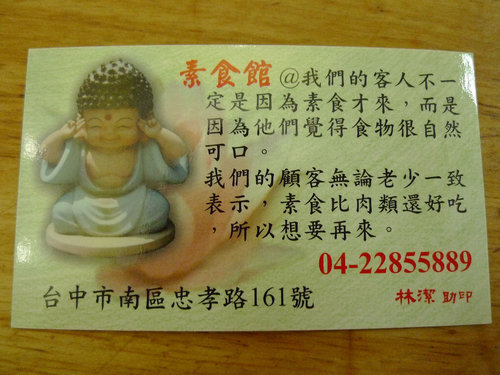 素食館@我們的客人不一
定是因為素食才來，而是
因為他們覺得食物很自然
可口。
我們的顧客無論老少一致
表示，素食比肉類還好吃
，所以想要再來。
04-22855889
台中市南區忠孝路161號
林潔 助印